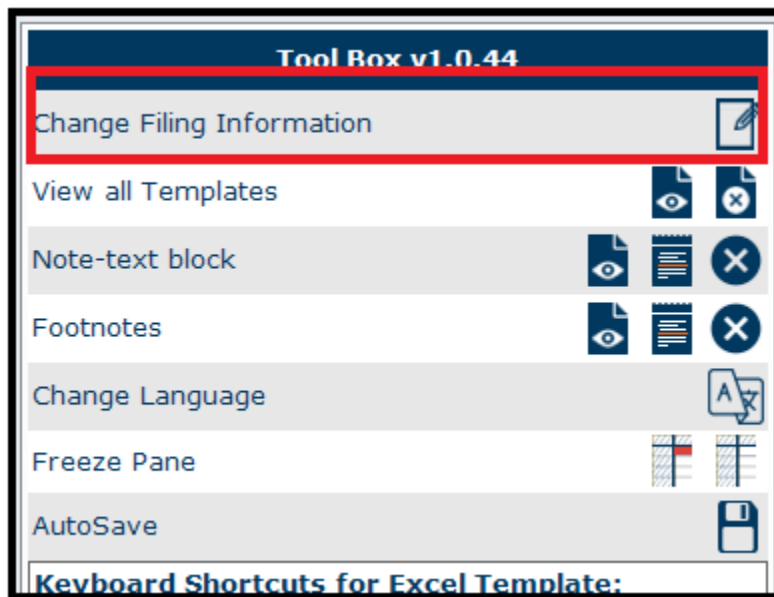 Tool Box v1.0.44
Change Filing Information
View all Templates
Note-text block
Footnotes
Change Language
Freeze Pane
AutoSave
Keyboard Shortcuts for Excel Template: